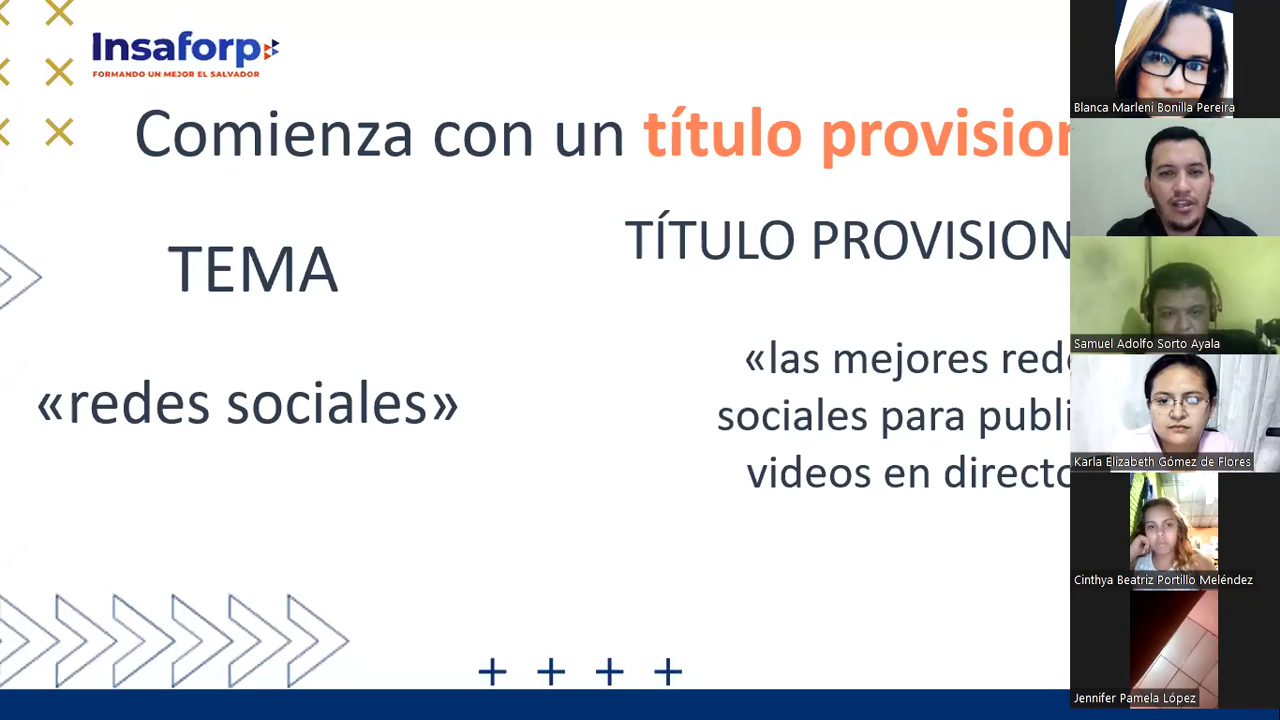 Insaforp
FORMANDO UN MEJOR EL SALVADOR
Comienza con un título provision
TEMA
TÍTULO PROVISION
«redes sociales»
«las mejores rede
sociales para publi
videos en directo
Blanca Marleni Bonilla Pereira
Samuel Adolfo Sorto Ayala
Karla Elizabeth Gómez de Flores
Cinthya Beatriz Portillo Meléndez
Jennifer Pamela López